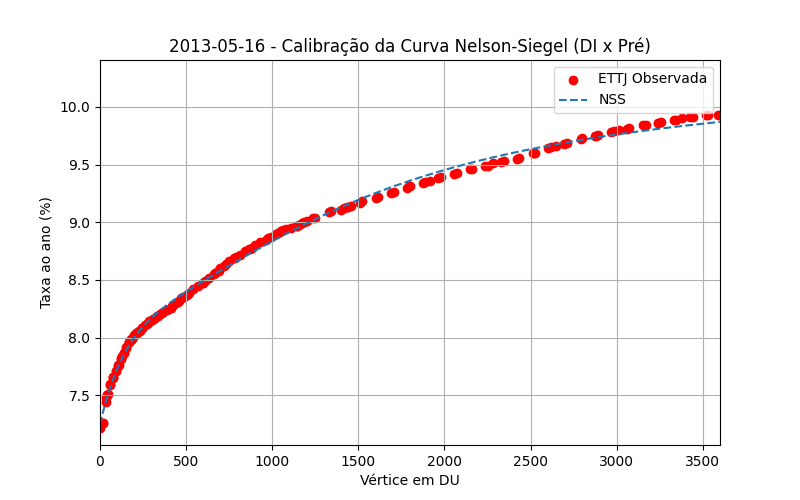 2013-05-16 - Calibração da Curva Nelson-Siegel (DI x Pré)
ETTJ Observada
NSS
10.0
9.5
9.0
8.5
8.0
7.5
Taxa ao ano (%)
0 500 1000 1500 2000 2500 3000 3500
Vértice em DU